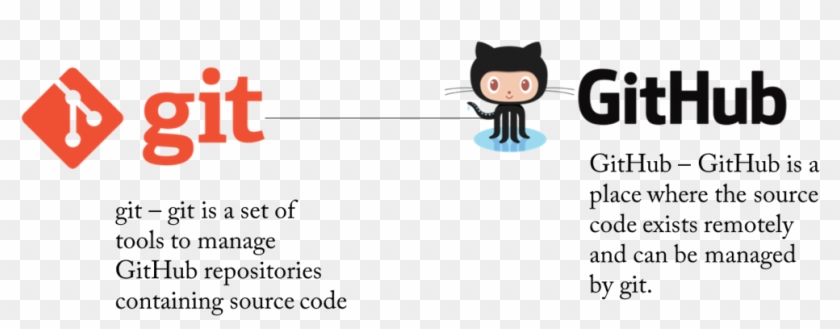 git
GitHub
git – git is a set of
tools to manage
GitHub repositories
containing source code
GitHub – GitHub is a
place where the source
code exists remotely
and can be managed
by git.